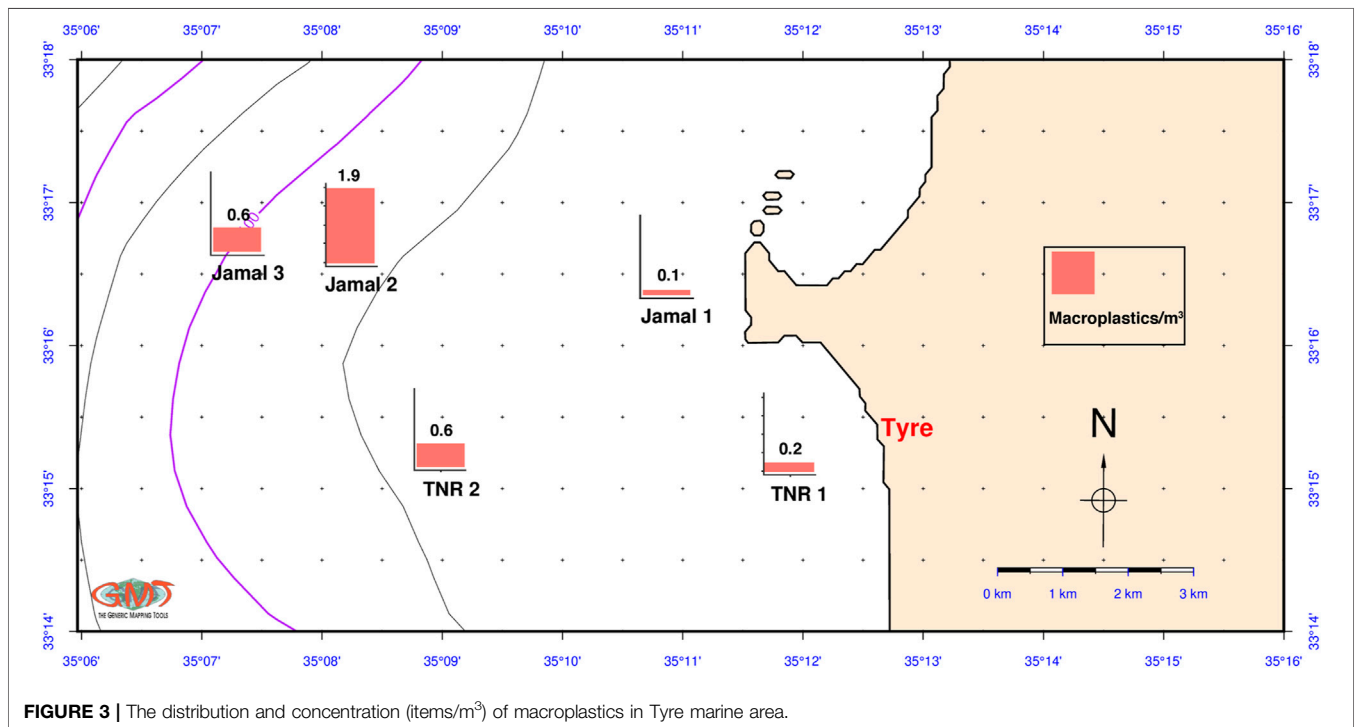 35°06' 35°07' 35°08' 35°09' 35°10' 35°11' 35°12' 35°13' 35°14' 35°15' 35°16'
33°18' 33°18'
1.9
33°17' 33°17'
0.6
00
0.1
Jamal 3
Jamal 2
Jamal 1
Macroplastics/m³
33°16' 33°16'
N
Tyre
0.6
0.2
TNR 2
TNR 1
33°15' 33°15'
GMT
THE GENERIC MAPPING TOOLS
0 km 1 km 2 km 3 km
33°14' 33°14'
35°06' 35°07' 35°08' 35°09' 35°10' 35°11' 35°12' 35°13' 35°14' 35°15' 35°16'
FIGURE 3 | The distribution and concentration (items/m³) of macroplastics in Tyre marine area.